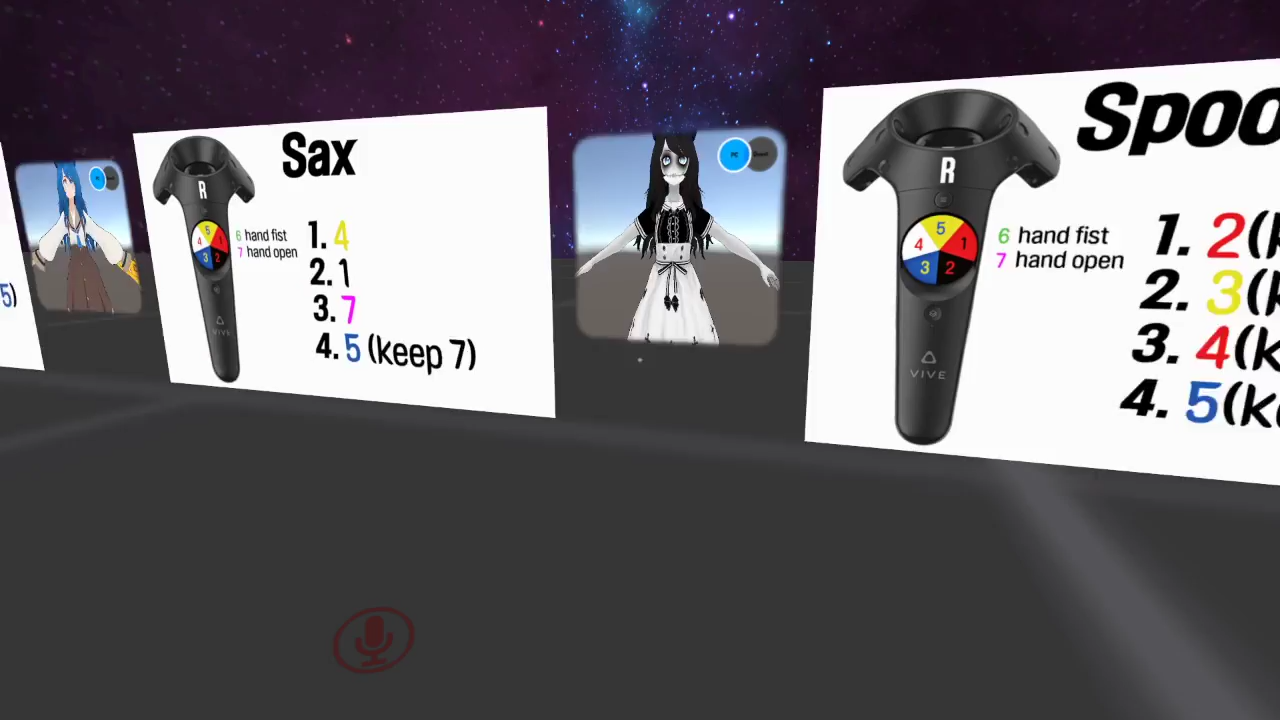 5)
Sax
R
5
4
1
3
2
6 hand fist
7 hand open
VIVE
1. 4
2. 1
3. 7
4. 5 (keep 7)
PC
Spoo
R
5
4
1
3
2
6 hand fist
7 hand open
VIVE
1. 2(
2. 3(
3. 4(
4. 5(k